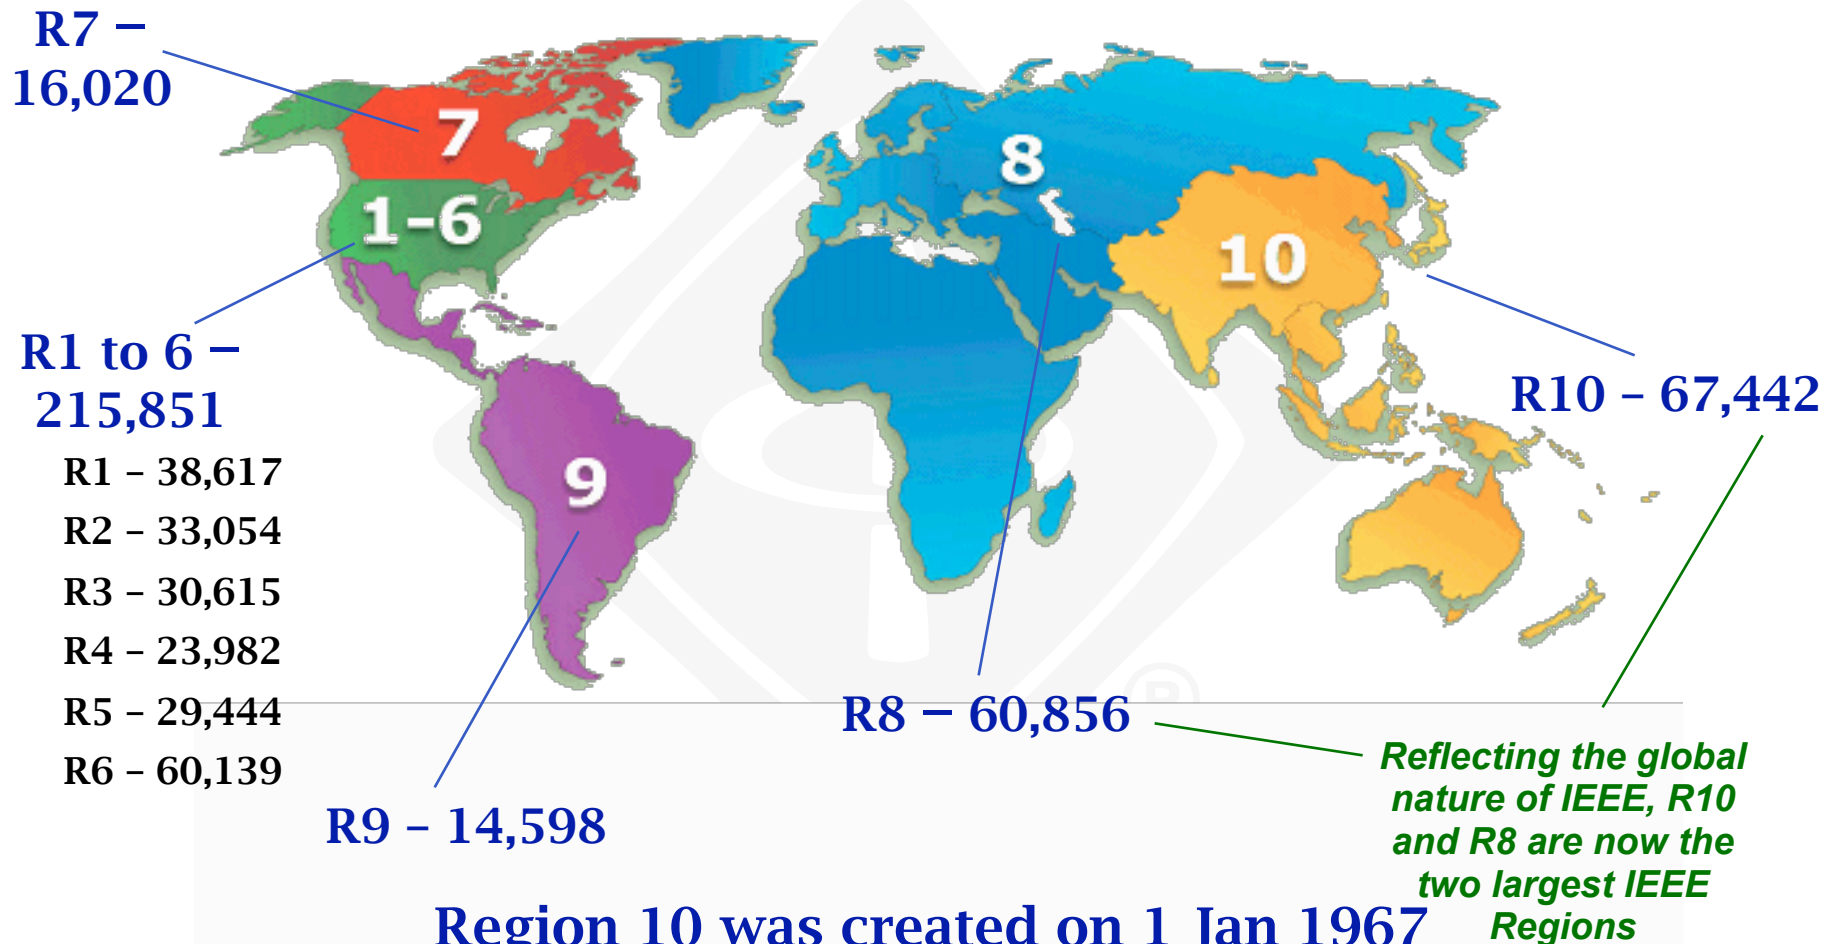 R7 –
16,020
7
8
1-6
10
R1 to 6 –
215,851
R10 – 67,442
R1 – 38,617
9
R2 – 33,054
R3 – 30,615
R4 – 23,982
R5 – 29,444
R8 – 60,856
®
R6 – 60,139
Reflecting the global
nature of IEEE, R10
and R8 are now the
two largest IEEE
Regions
R9 – 14,598
Region 10 was created on 1 Jan 1967